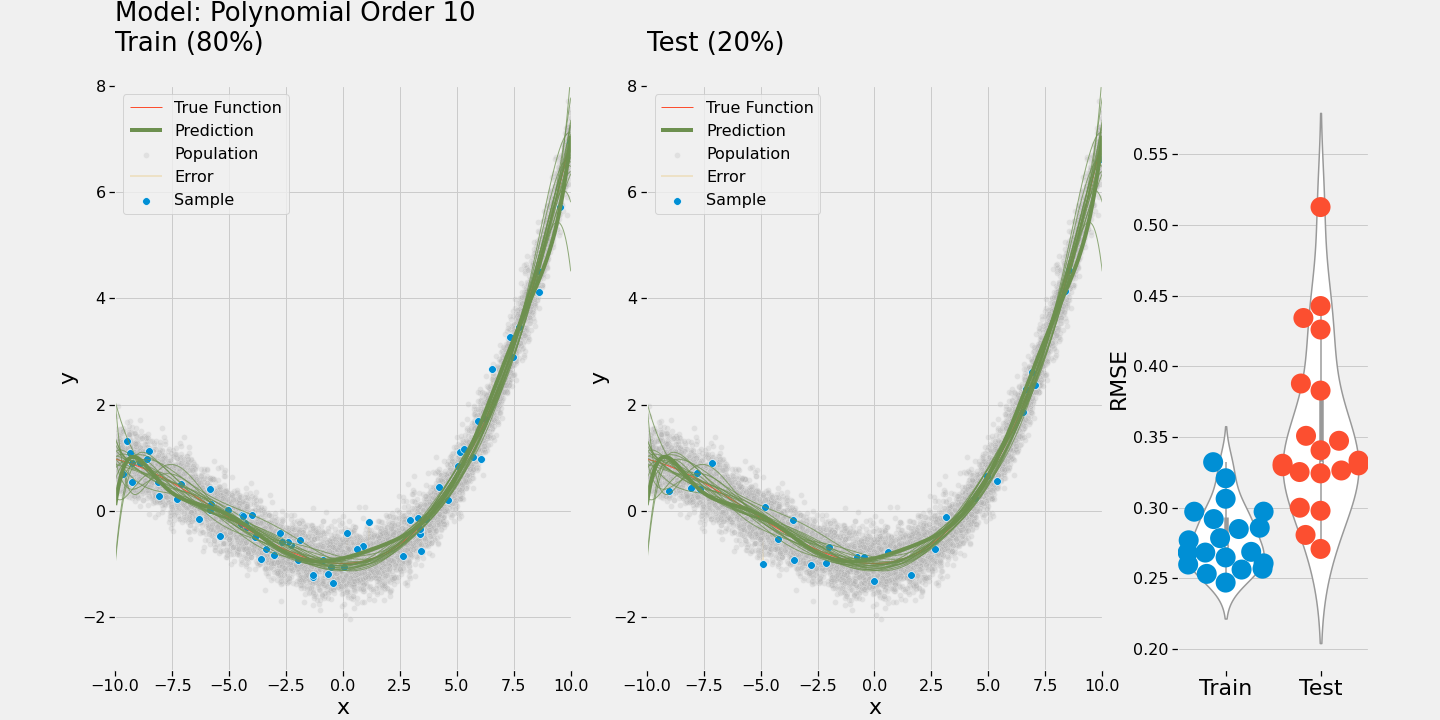 Model: Polynomial Order 10
Train (80%)
Test (20%)
8
6
4
2
0
−2
y
True Function
Prediction
Population
Error
Sample
−10.0 −7.5 −5.0 −2.5 0.0 2.5 5.0 7.5 10.0
x
8
6
4
2
0
−2
y
True Function
Prediction
Population
Error
Sample
−10.0 −7.5 −5.0 −2.5 0.0 2.5 5.0 7.5 10.0
x
0.55
0.50
0.45
0.40
0.35
0.30
0.25
0.20
RMSE
Train Test